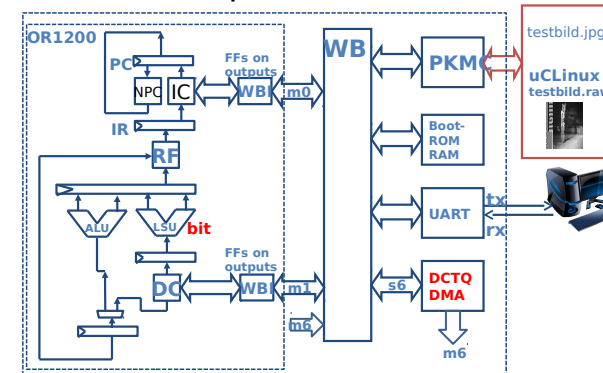 OR1200
PC
NPC
IC
IR
RF
ALU
LSU
bit
DC
FFs on
outputs
WBI
m0
FFs on
outputs
WBI
m1
m6
WB
PKMC
Boot-
ROM
RAM
UART
tx
rx
s6
DCTQ
DMA
m6
testbild.jpg
uCLinux
testbild.raw